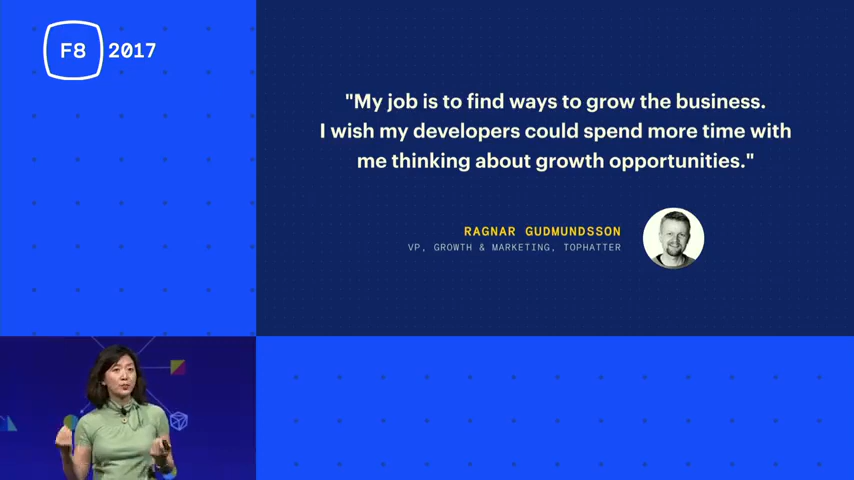 F8 2017
"My job is to find ways to grow the business.
I wish my developers could spend more time with
me thinking about growth opportunities."
RAGNAR GUDMUNDSSON
VP, GROWTH & MARKETING, TOPHATTER